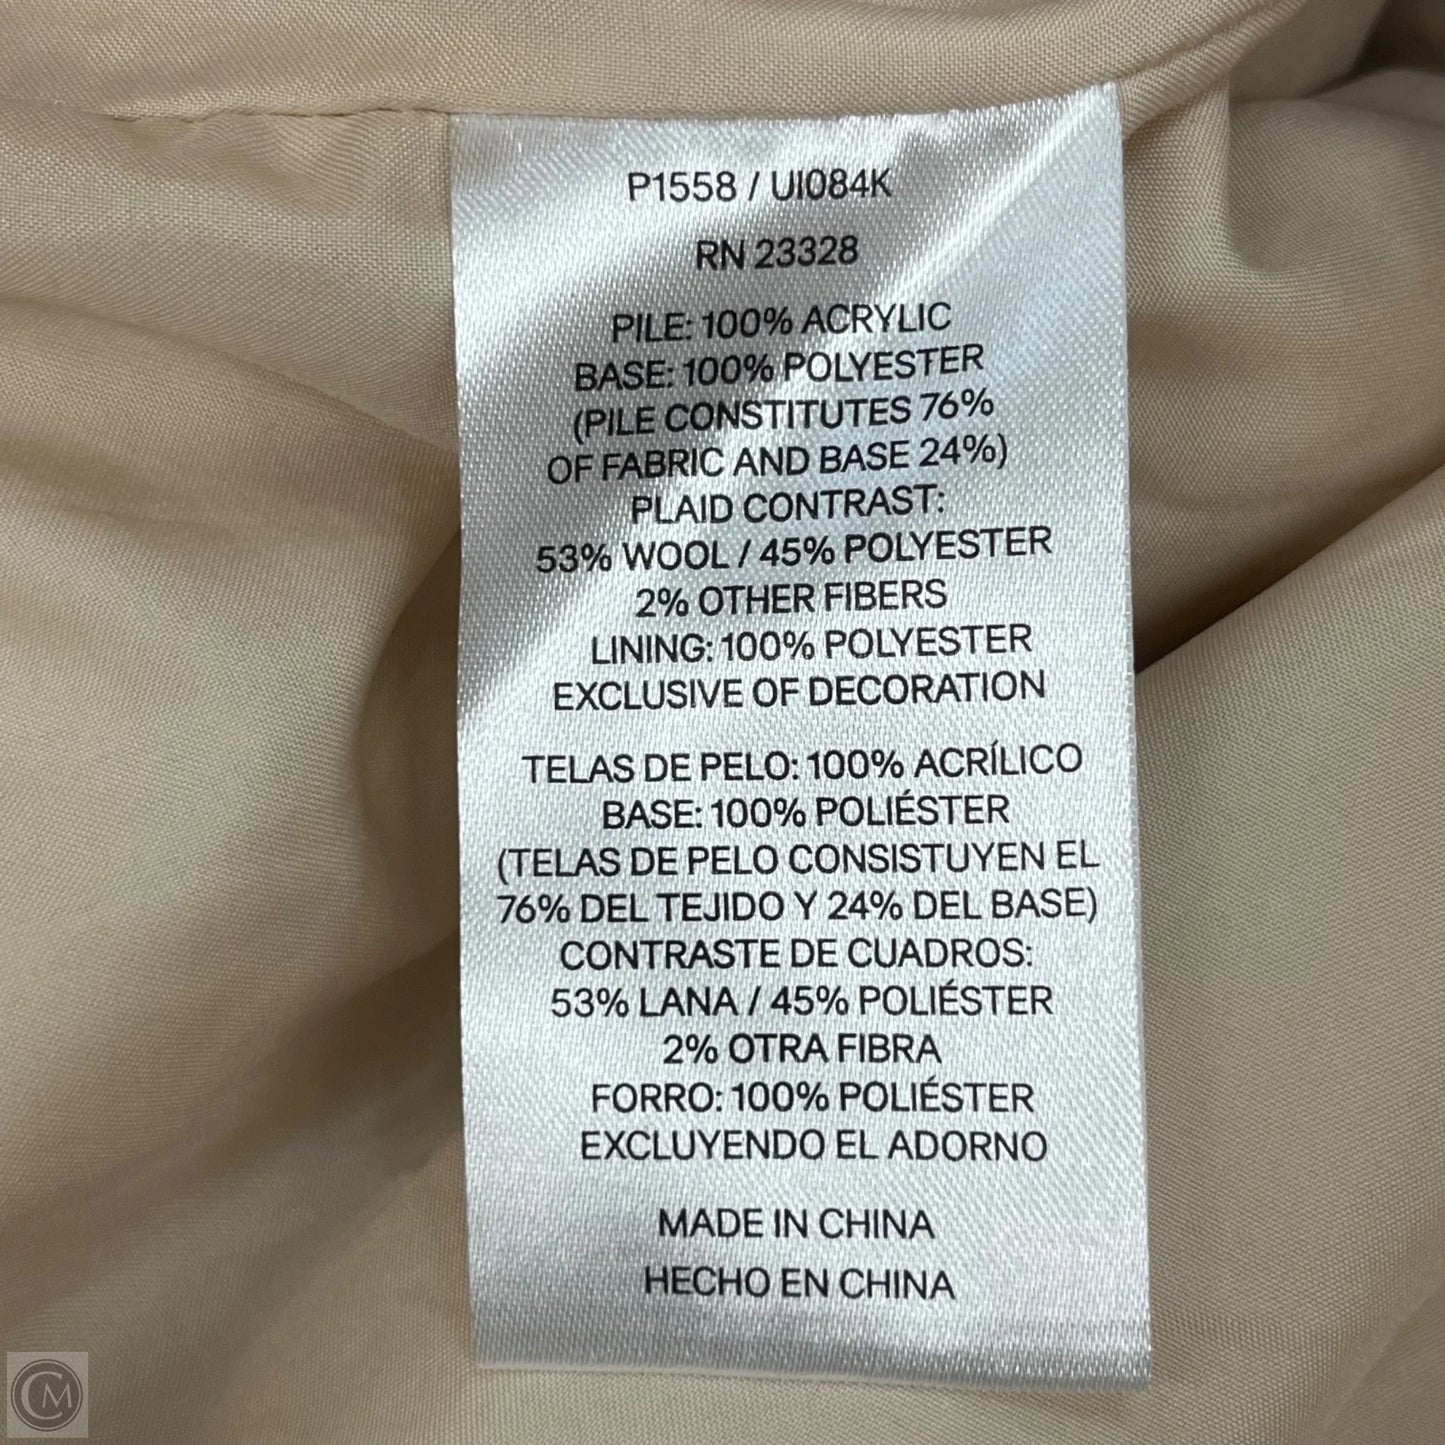 P1558 / UI084K
RN 23328
PILE: 100% ACRYLIC
BASE: 100% POLYESTER
(PILE CONSTITUTES 76%
OF FABRIC AND BASE 24%)
PLAID CONTRAST:
53% WOOL / 45% POLYESTER
2% OTHER FIBERS
LINING: 100% POLYESTER
EXCLUSIVE OF DECORATION
TELAS DE PELO: 100% ACRÍLICO
BASE: 100% POLIÉSTER
(TELAS DE PELO CONSISTUYEN EL
76% DEL TEJIDO Y 24% DEL BASE)
CONTRASTE DE CUADROS:
53% LANA / 45% POLIÉSTER
2% OTRA FIBRA
FORRO: 100% POLIÉSTER
EXCLUYENDO EL ADORNO
MADE IN CHINA
HECHO EN CHINA
CM